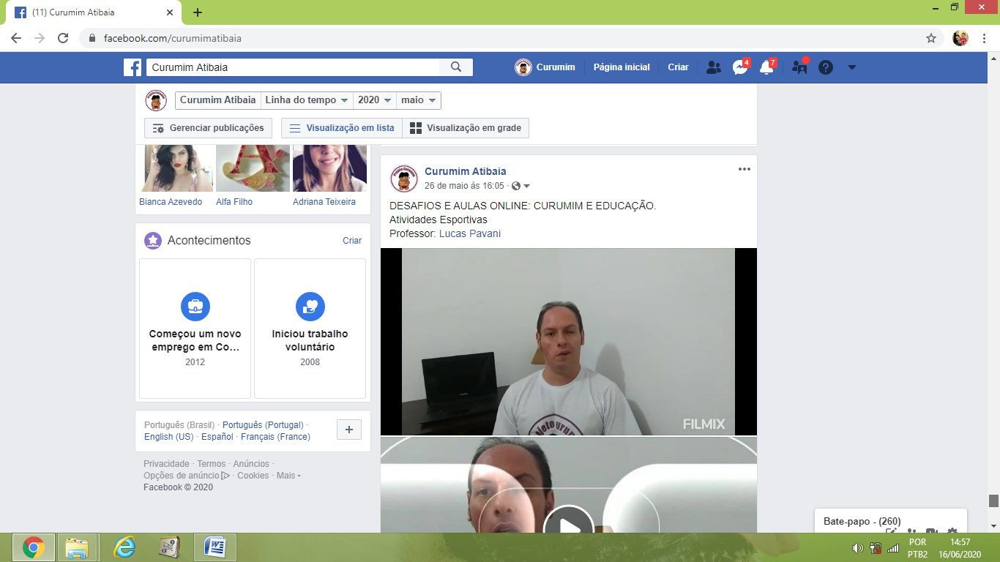 (11) Curumim Atibaia
facebook.com/curumimatibaia
Curumim Atibaia
Curumim
Página inicial
Criar
4
7
Curumim Atibaia
Linha do tempo
2020
maio
Gerenciar publicações
Visualização em lista
Visualização em grade
Bianca Azevedo
Alfa Filho
Adriana Teixeira
Acontecimentos
Criar
Começou um novo
emprego em Co...
2012
Iniciou trabalho
voluntário
2008
Português (Brasil) · Português (Portugal) ·
English (US) · Español · Français (France)
Privacidade · Termos · Anúncios ·
Opções de anúncio · Cookies · Mais
Facebook © 2020
Curumim Atibaia
26 de maio às 16:05 ·
DESAFIOS E AULAS ONLINE: CURUMIM E EDUCAÇÃO.
Atividades Esportivas
Professor: Lucas Pavani
FILMIX
Bate-papo - (260)
POR
PTB2
14:57
16/06/2020